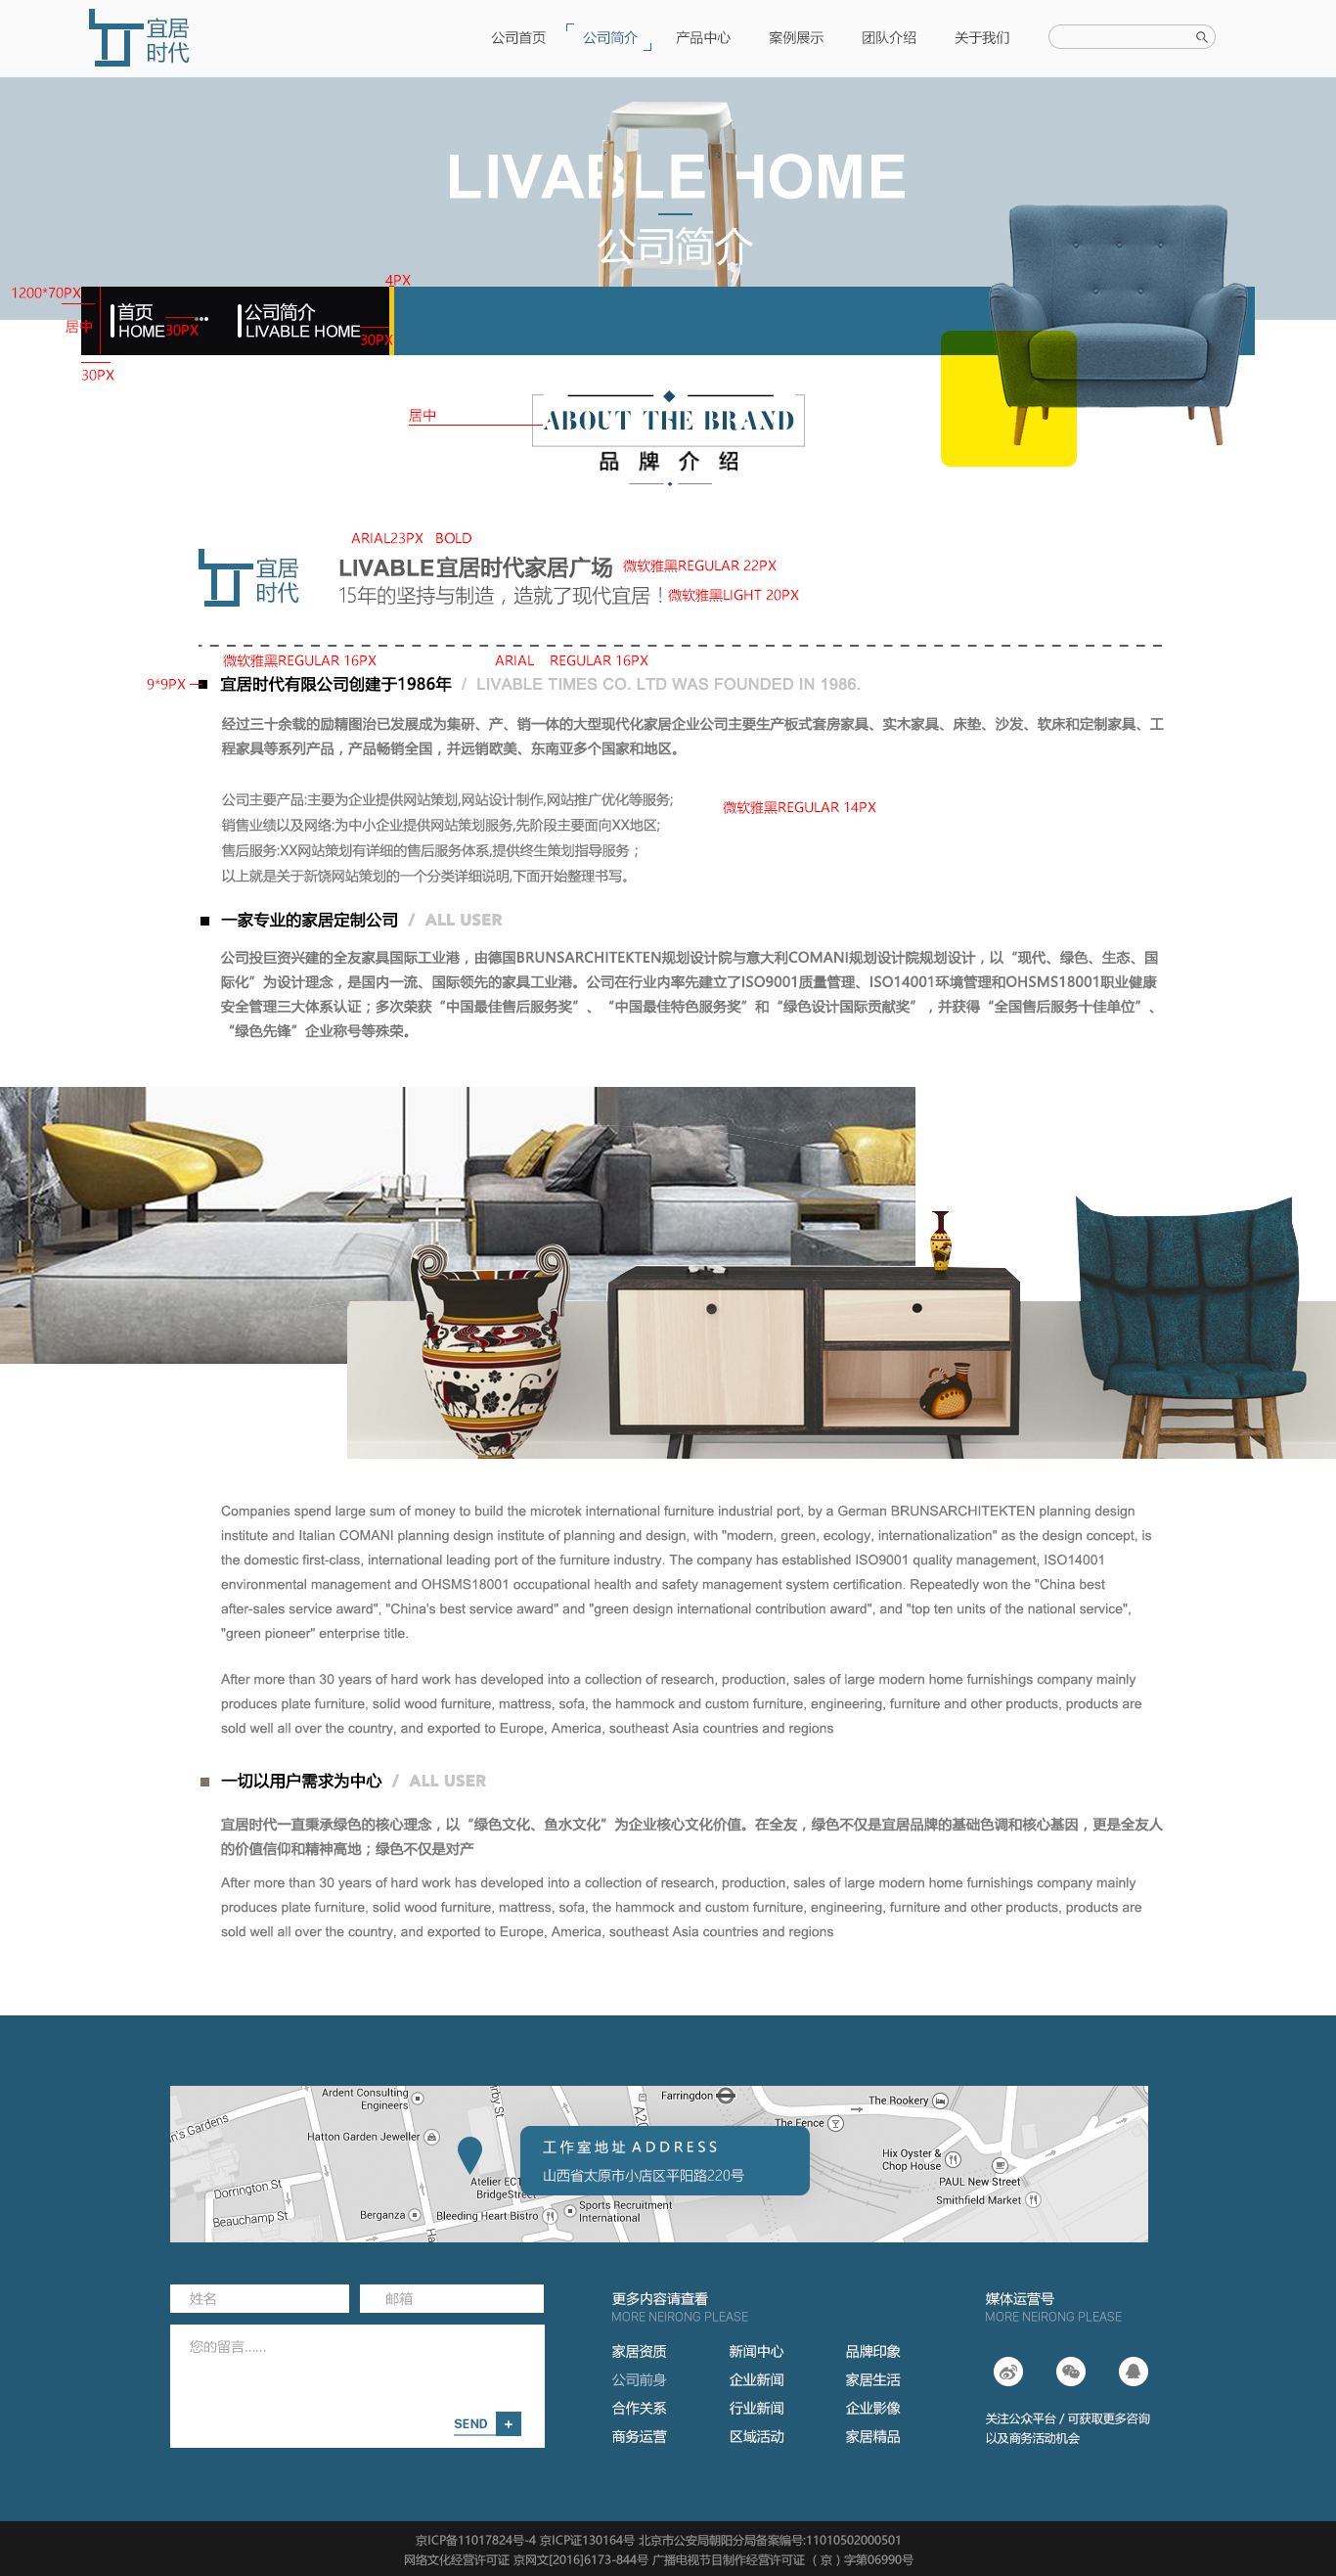 宜居
时代
公司首页 公司简介 产品中心 案例展示 团队介绍 关于我们
LIVABLE HOME
公司简介
4PX
1200*70PX
居中
首页
HOME
30PX
公司简介
LIVABLE HOME
30PX
30PX
居中
ABOUT THE BRAND
品牌介绍
ARIAL23PX BOLD
宜居
时代
LIVABLE宜居时代家居广场
微软雅黑REGULAR 22PX
15年的坚持与制造，造就了现代宜居！
微软雅黑LIGHT 20PX
微软雅黑REGULAR 16PX
ARIAL REGULAR 16PX
9*9PX
宜居时代有限公司创建于1986年 / LIVABLE TIMES CO. LTD WAS FOUNDED IN 1986.
经过三十余载的励精图治已发展成为集研、产、销一体的大型现代化家居企业公司主要生产板式套房家具、实木家具、床垫、沙发、软床和定制家具、工
程家具等系列产品，产品畅销全国，并远销欧美、东南亚多个国家和地区。
公司主要产品:主要为企业提供网站策划,网站设计制作,网站推广优化等服务;
微软雅黑REGULAR 14PX
销售业绩以及网络:为中小企业提供网站策划服务,先阶段主要面向XX地区;
售后服务:XX网站策划有详细的售后服务体系,提供终生策划指导服务；
以上就是关于新饶网站策划的一个分类详细说明,下面开始整理书写。
一家专业的家居定制公司 / ALL USER
公司投巨资兴建的全友家具国际工业港，由德国BRUNSARCHITEKTEN规划设计院与意大利COMANI规划设计院规划设计，以“现代、绿色、生态、国
际化”为设计理念，是国内一流、国际领先的家具工业港。公司在行业内率先建立了ISO9001质量管理、ISO14001环境管理和OHSMS18001职业健康
安全管理三大体系认证；多次荣获“中国最佳售后服务奖”、“中国最佳特色服务奖”和“绿色设计国际贡献奖”，并获得“全国售后服务十佳单位”、
“绿色先锋”企业称号等殊荣。
Companies spend large sum of money to build the microtek international furniture industrial port, by a German BRUNSARCHITEKTEN planning design
institute and Italian COMANI planning design institute of planning and design, with "modern, green, ecology, internationalization" as the design concept, is
the domestic first-class, international leading port of the furniture industry. The company has established ISO9001 quality management, ISO14001
environmental management and OHSMS18001 occupational health and safety management system certification. Repeatedly won the "China best
after-sales service award", "China's best service award" and "green design international contribution award", and "top ten units of the national service",
"green pioneer" enterprise title.
After more than 30 years of hard work has developed into a collection of research, production, sales of large modern home furnishings company mainly
produces plate furniture, solid wood furniture, mattress, sofa, the hammock and custom furniture, engineering, furniture and other products, products are
sold well all over the country, and exported to Europe, America, southeast Asia countries and regions
一切以用户需求为中心 / ALL USER
宜居时代一直秉承绿色的核心理念，以“绿色文化、鱼水文化”为企业核心文化价值。在全友，绿色不仅是宜居品牌的基础色调和核心基因，更是全友人
的价值信仰和精神高地；绿色不仅是对产
After more than 30 years of hard work has developed into a collection of research, production, sales of large modern home furnishings company mainly
produces plate furniture, solid wood furniture, mattress, sofa, the hammock and custom furniture, engineering, furniture and other products, products are
sold well all over the country, and exported to Europe, America, southeast Asia countries and regions
Ardent Consulting
Engineers
Farringdon
The Rookery
The Fence
Hatton Garden Jeweller
工作室地址 ADDRESS
山西省太原市小店区平阳路220号
Hix Oyster &
Chop House
PAUL New Street
Smithfield Market
Dorrington St
Beauchamp St
Berganza
Bleeding Heart Bistro
Sports Recruitment
International
姓名
邮箱
您的留言......
SEND +
更多内容请查看
MORE NEIRONG PLEASE
家居资质 新闻中心 品牌印象
公司前身 企业新闻 家居生活
合作关系 行业新闻 企业影像
商务运营 区域活动 家居精品
媒体运营号
MORE NEIRONG PLEASE
关注公众平台 / 可获取更多咨询
以及商务活动机会
京ICP备11017824号-4 京ICP证130164号 北京市公安局朝阳分局备案编号:11010502000501
网络文化经营许可证 京网文[2016]6173-844号 广播电视节目制作经营许可证（京）字第06990号